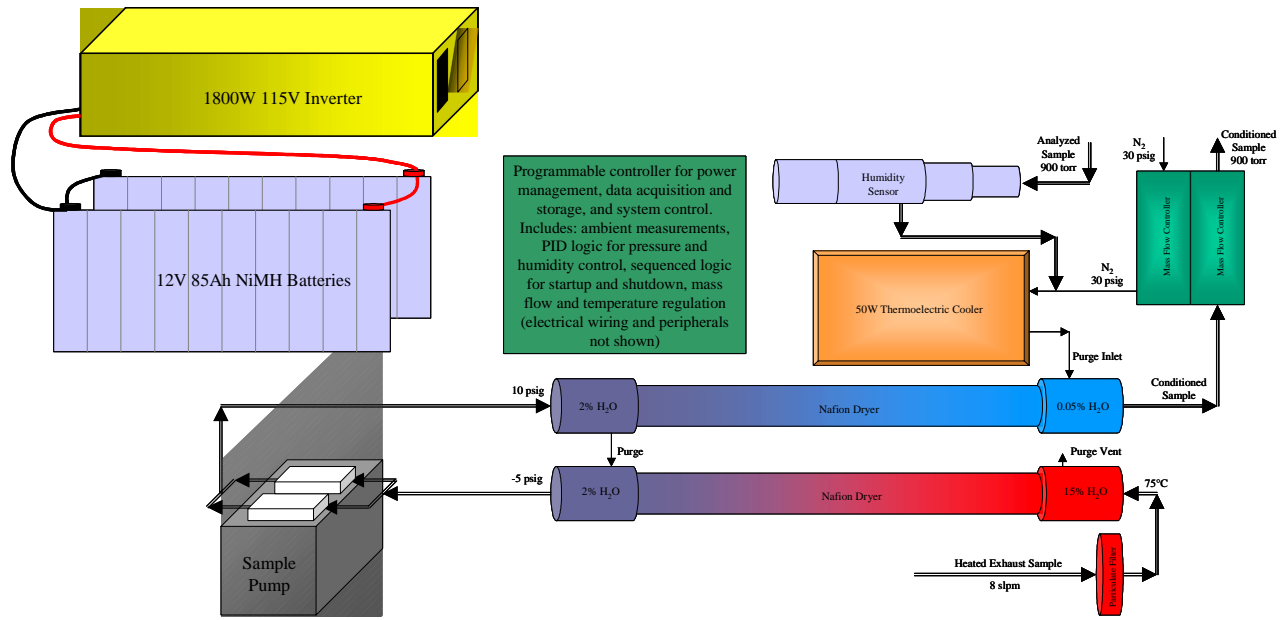 1800W 115V Inverter
12V 85Ah NiMH Batteries
Programmable controller for power
management, data acquisition and
storage, and system control.
Includes: ambient measurements,
PID logic for pressure and
humidity control, sequenced logic
for startup and shutdown, mass
flow and temperature regulation
(electrical wiring and peripherals
not shown)
Analyzed
Sample
900 torr
Humidity
Sensor
N₂
30 psig
Conditioned
Sample
900 torr
Mass Flow Controller
Mass Flow Controller
N₂
30 psig
50W Thermoelectric Cooler
Purge Inlet
10 psig
2% H₂O
Nafion Dryer
0.05% H₂O
Conditioned
Sample
Purge
Purge Vent
-5 psig
2% H₂O
Nafion Dryer
15% H₂O
75°C
Sample
Pump
Heated Exhaust Sample
8 slpm
Particulate Filter